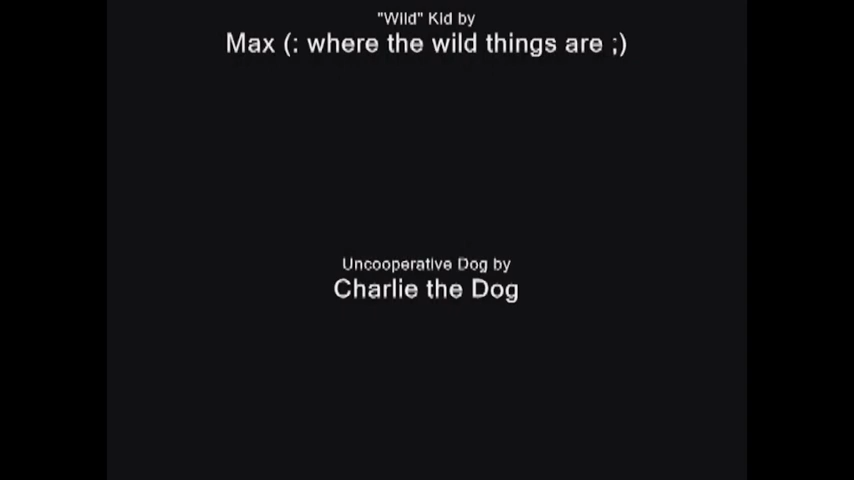 "Wild" Kid by
Max (: where the wild things are ;)
Uncooperative Dog by
Charlie the Dog